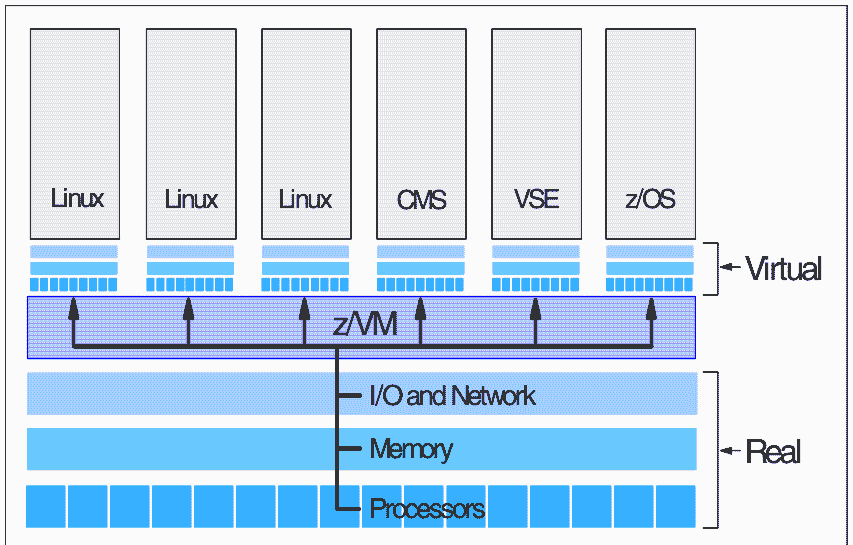 Linux
Linux
Linux
CMS
VSE
z/OS
Virtual
z/VM
I/O and Network
Memory
Real
Processors